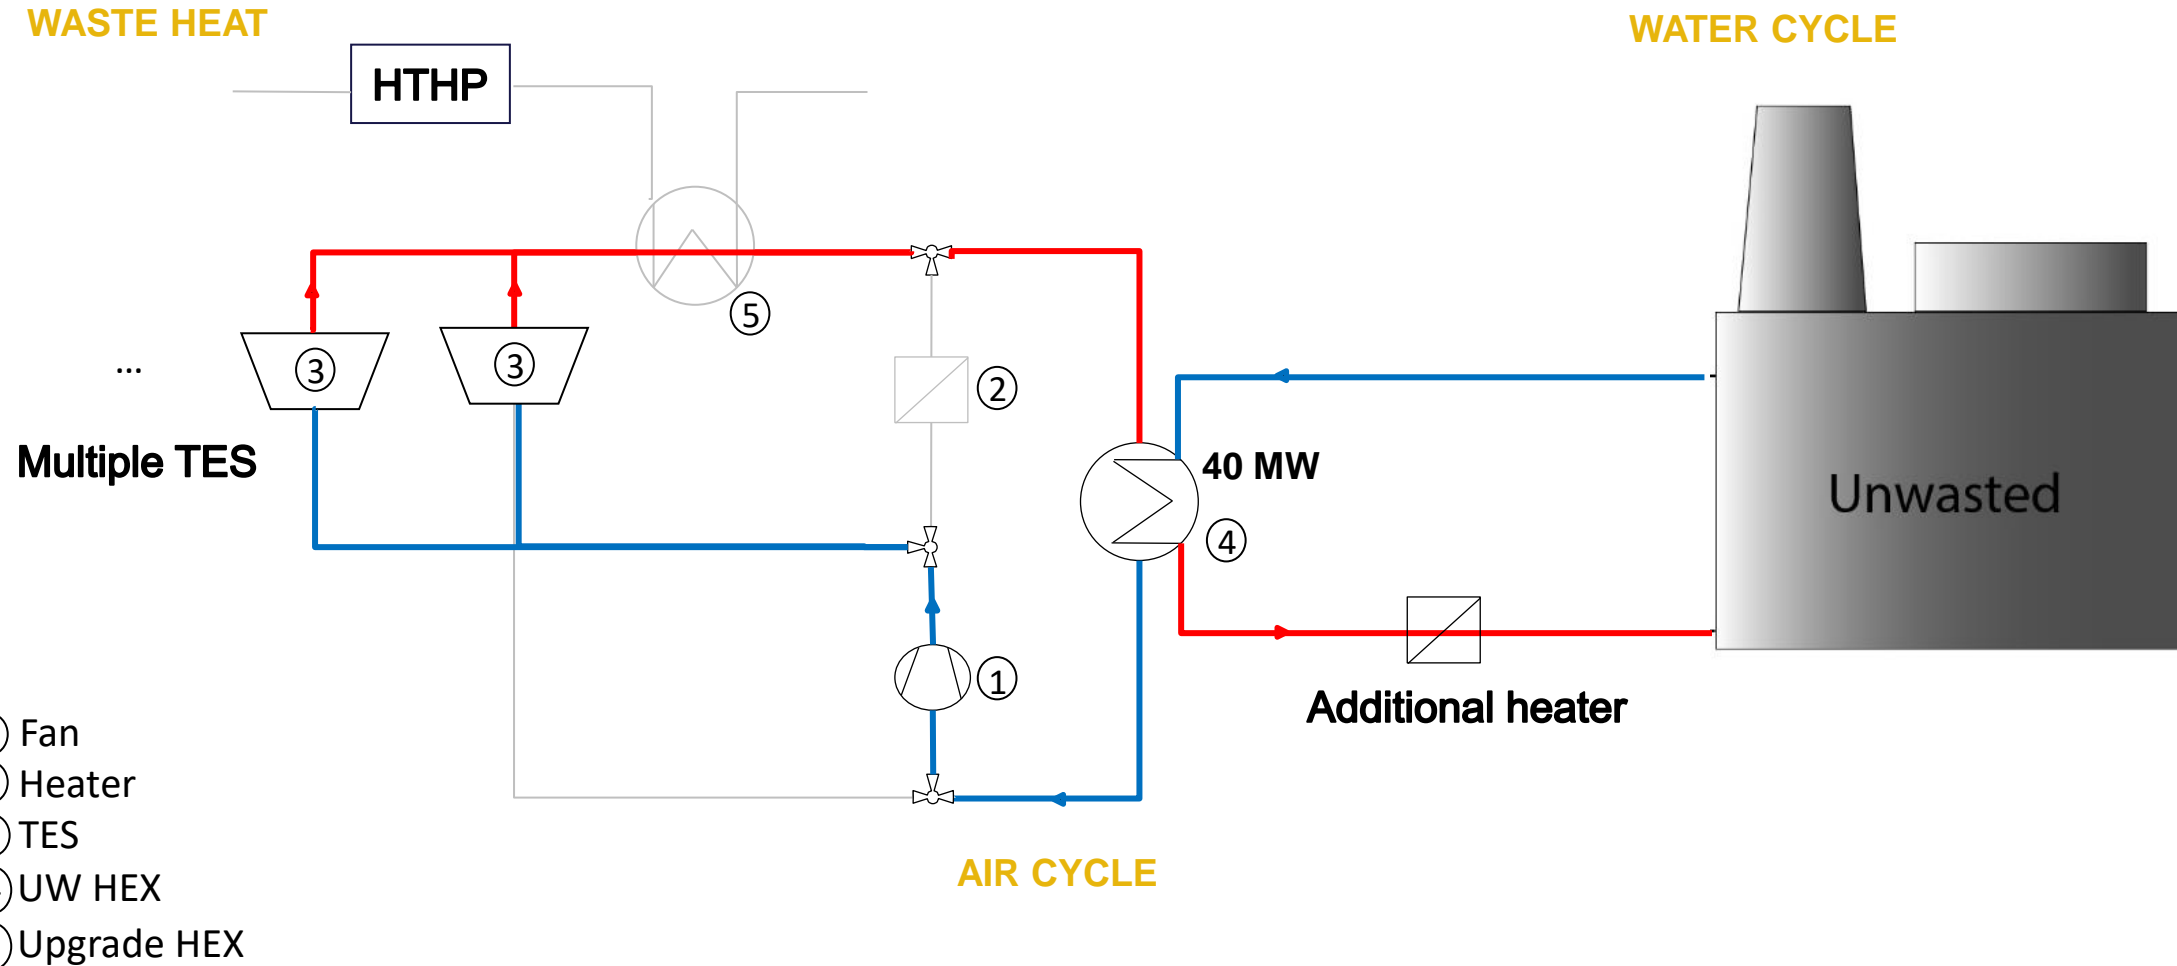 WASTE HEAT
WATER CYCLE
HTHP
5
3
3
...
2
Multiple TES
40 MW
4
Unwasted
1
Additional heater
Fan
Heater
TES
UW HEX
Upgrade HEX
AIR CYCLE